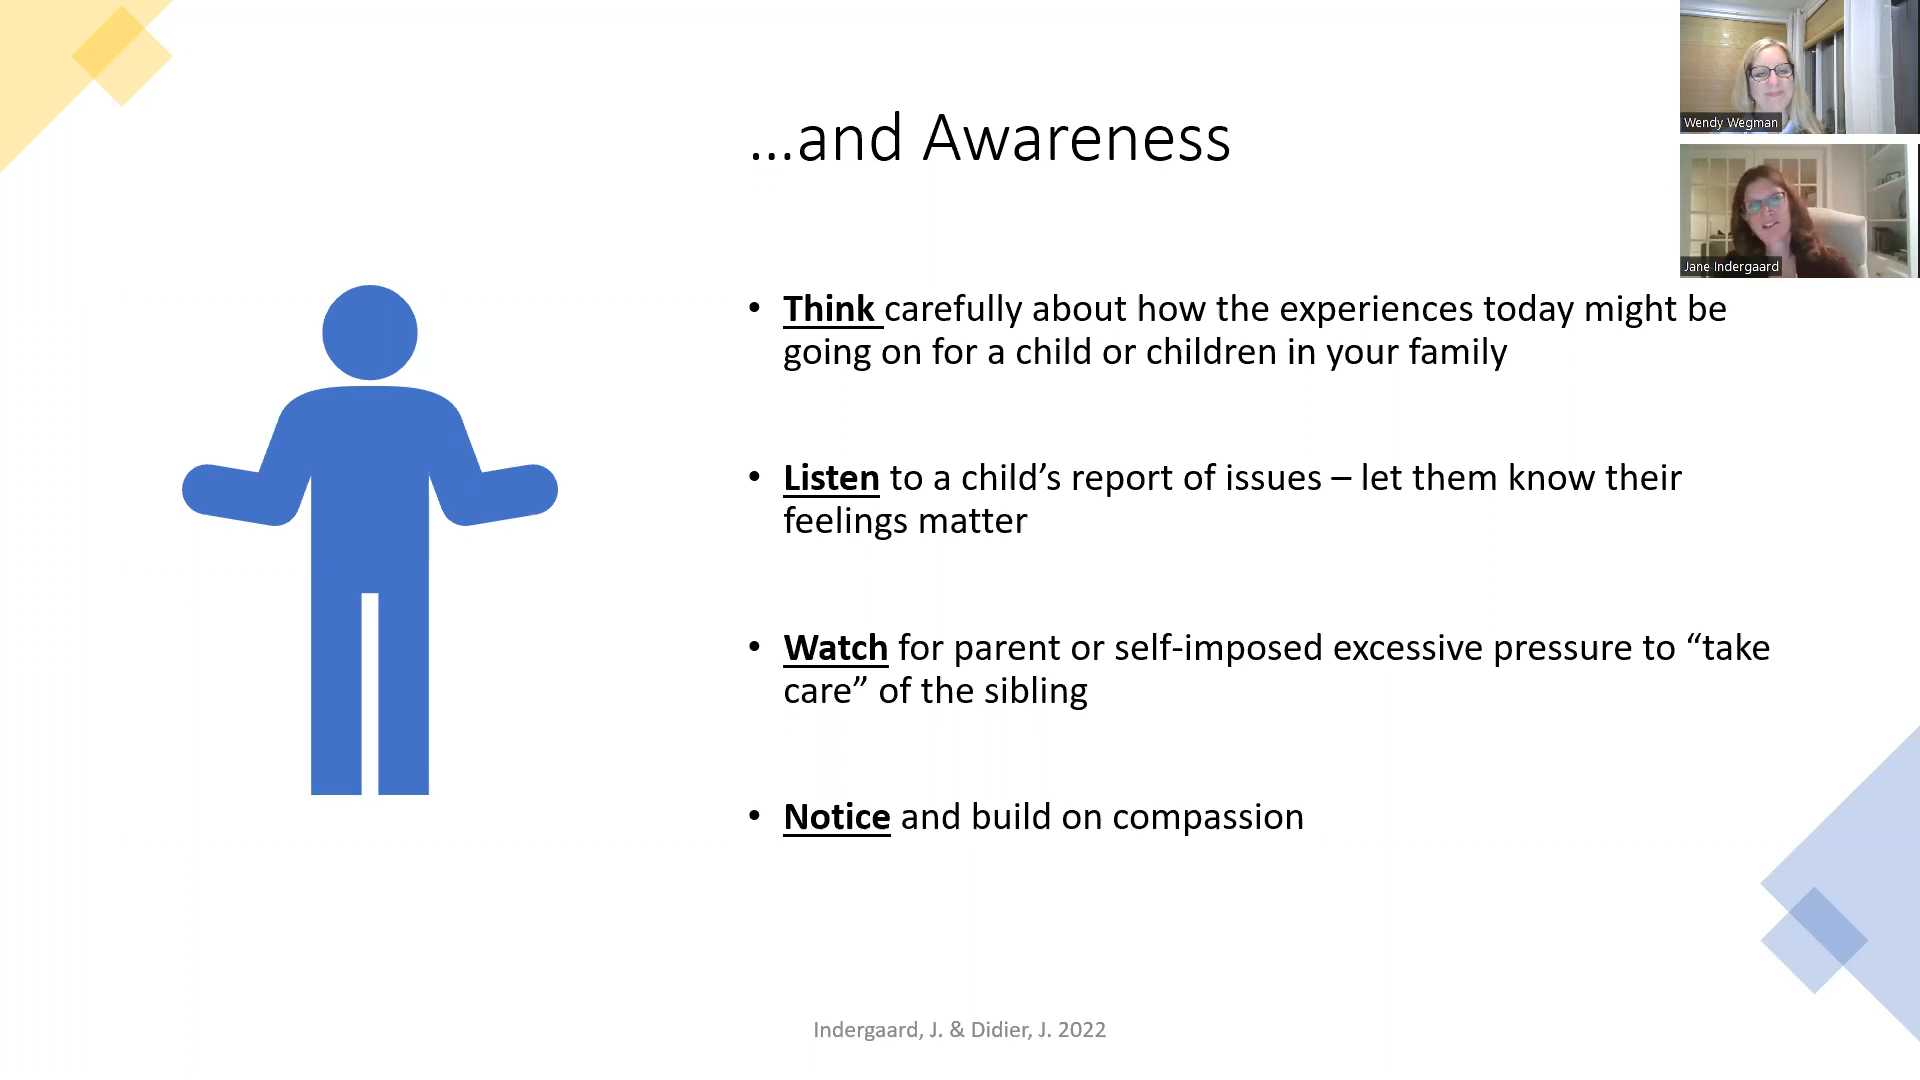 ...and Awareness
Wendy Wegman
Jane Indergaard
• Think carefully about how the experiences today might be
going on for a child or children in your family
• Listen to a child’s report of issues – let them know their
feelings matter
• Watch for parent or self-imposed excessive pressure to “take
care” of the sibling
• Notice and build on compassion
Indergaard, J. & Didier, J. 2022